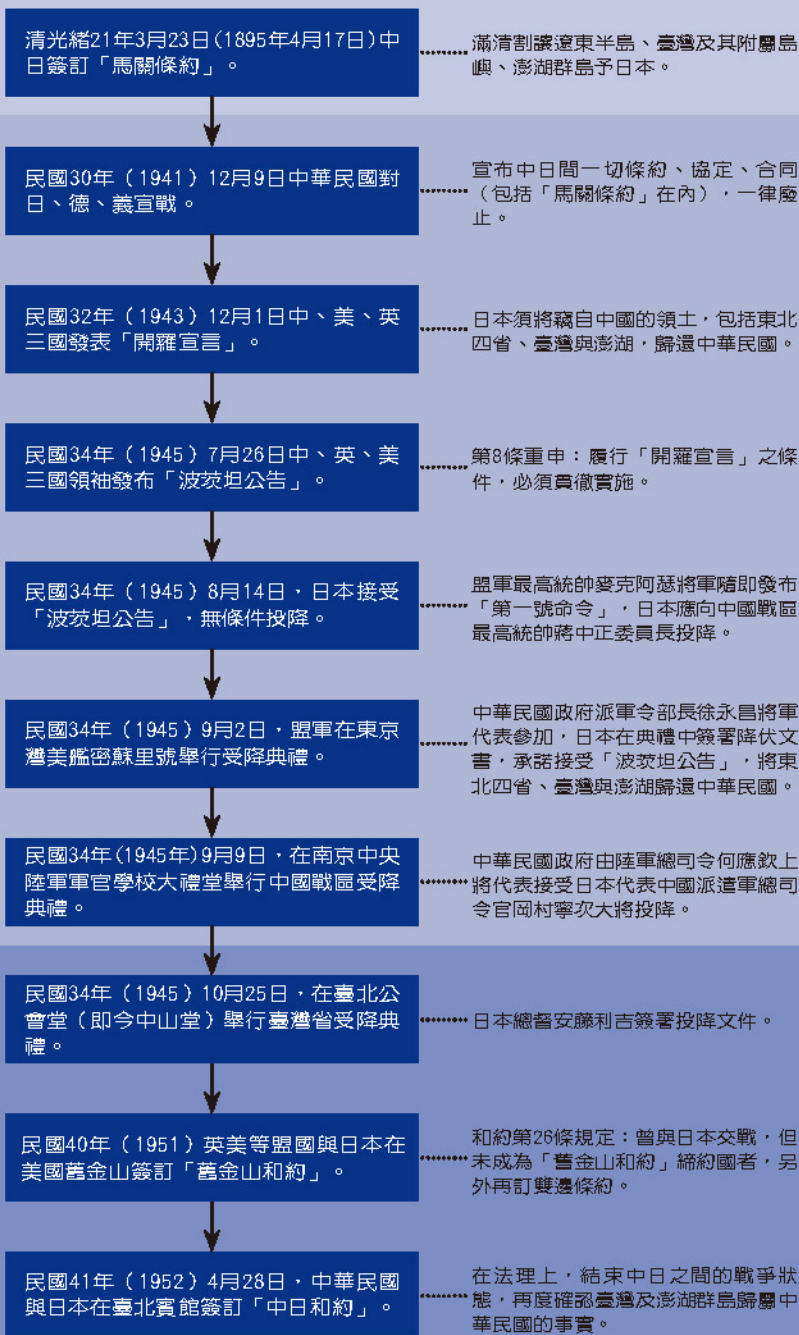 清光緒21年3月23日(1895年4月17日)中
日簽訂「馬關條約」。
滿清割讓遼東半島、臺灣及其附屬島
嶼、澎湖群島予日本。
民國30年（1941）12月9日中華民國對
日、德、義宣戰。
宣布中日間一切條約、協定、合同
（包括「馬關條約」在內），一律廢
止。
民國32年（1943）12月1日中、美、英
三國發表「開羅宣言」。
日本須將竊自中國的領土，包括東北
四省、臺灣與澎湖，歸還中華民國。
民國34年（1945）7月26日中、英、美
三國領袖發布「波茨坦公告」。
第8條重申：履行「開羅宣言」之條
件，必須貫徹實施。
民國34年（1945）8月14日，日本接受
「波茨坦公告」，無條件投降。
盟軍最高統帥麥克阿瑟將軍隨即發布
「第一號命令」，日本應向中國戰區
最高統帥蔣中正委員長投降。
民國34年（1945）9月2日，盟軍在東京
灣美艦密蘇里號舉行受降典禮。
中華民國政府派軍令部長徐永昌將軍
代表參加，日本在典禮中簽署降伏文
書，承諾接受「波茨坦公告」，將東
北四省、臺灣與澎湖歸還中華民國。
民國34年(1945年)9月9日，在南京中央
陸軍軍官學校大禮堂舉行中國戰區受降
典禮。
中華民國政府由陸軍總司令何應欽上
將代表接受日本代表中國派遣軍總司
令官岡村寧次大將投降。
民國34年（1945）10月25日，在臺北公
會堂（即今中山堂）舉行臺灣省受降典
禮。
日本總督安藤利吉簽署投降文件。
民國40年（1951）英美等盟國與日本在
美國舊金山簽訂「舊金山和約」。
和約第26條規定：曾與日本交戰，但
未成為「舊金山和約」締約國者，另
外再訂雙邊條約。
民國41年（1952）4月28日，中華民國
與日本在臺北賓館簽訂「中日和約」。
在法理上，結束中日之間的戰爭狀
態，再度確認臺灣及澎湖群島歸屬中
華民國的事實。